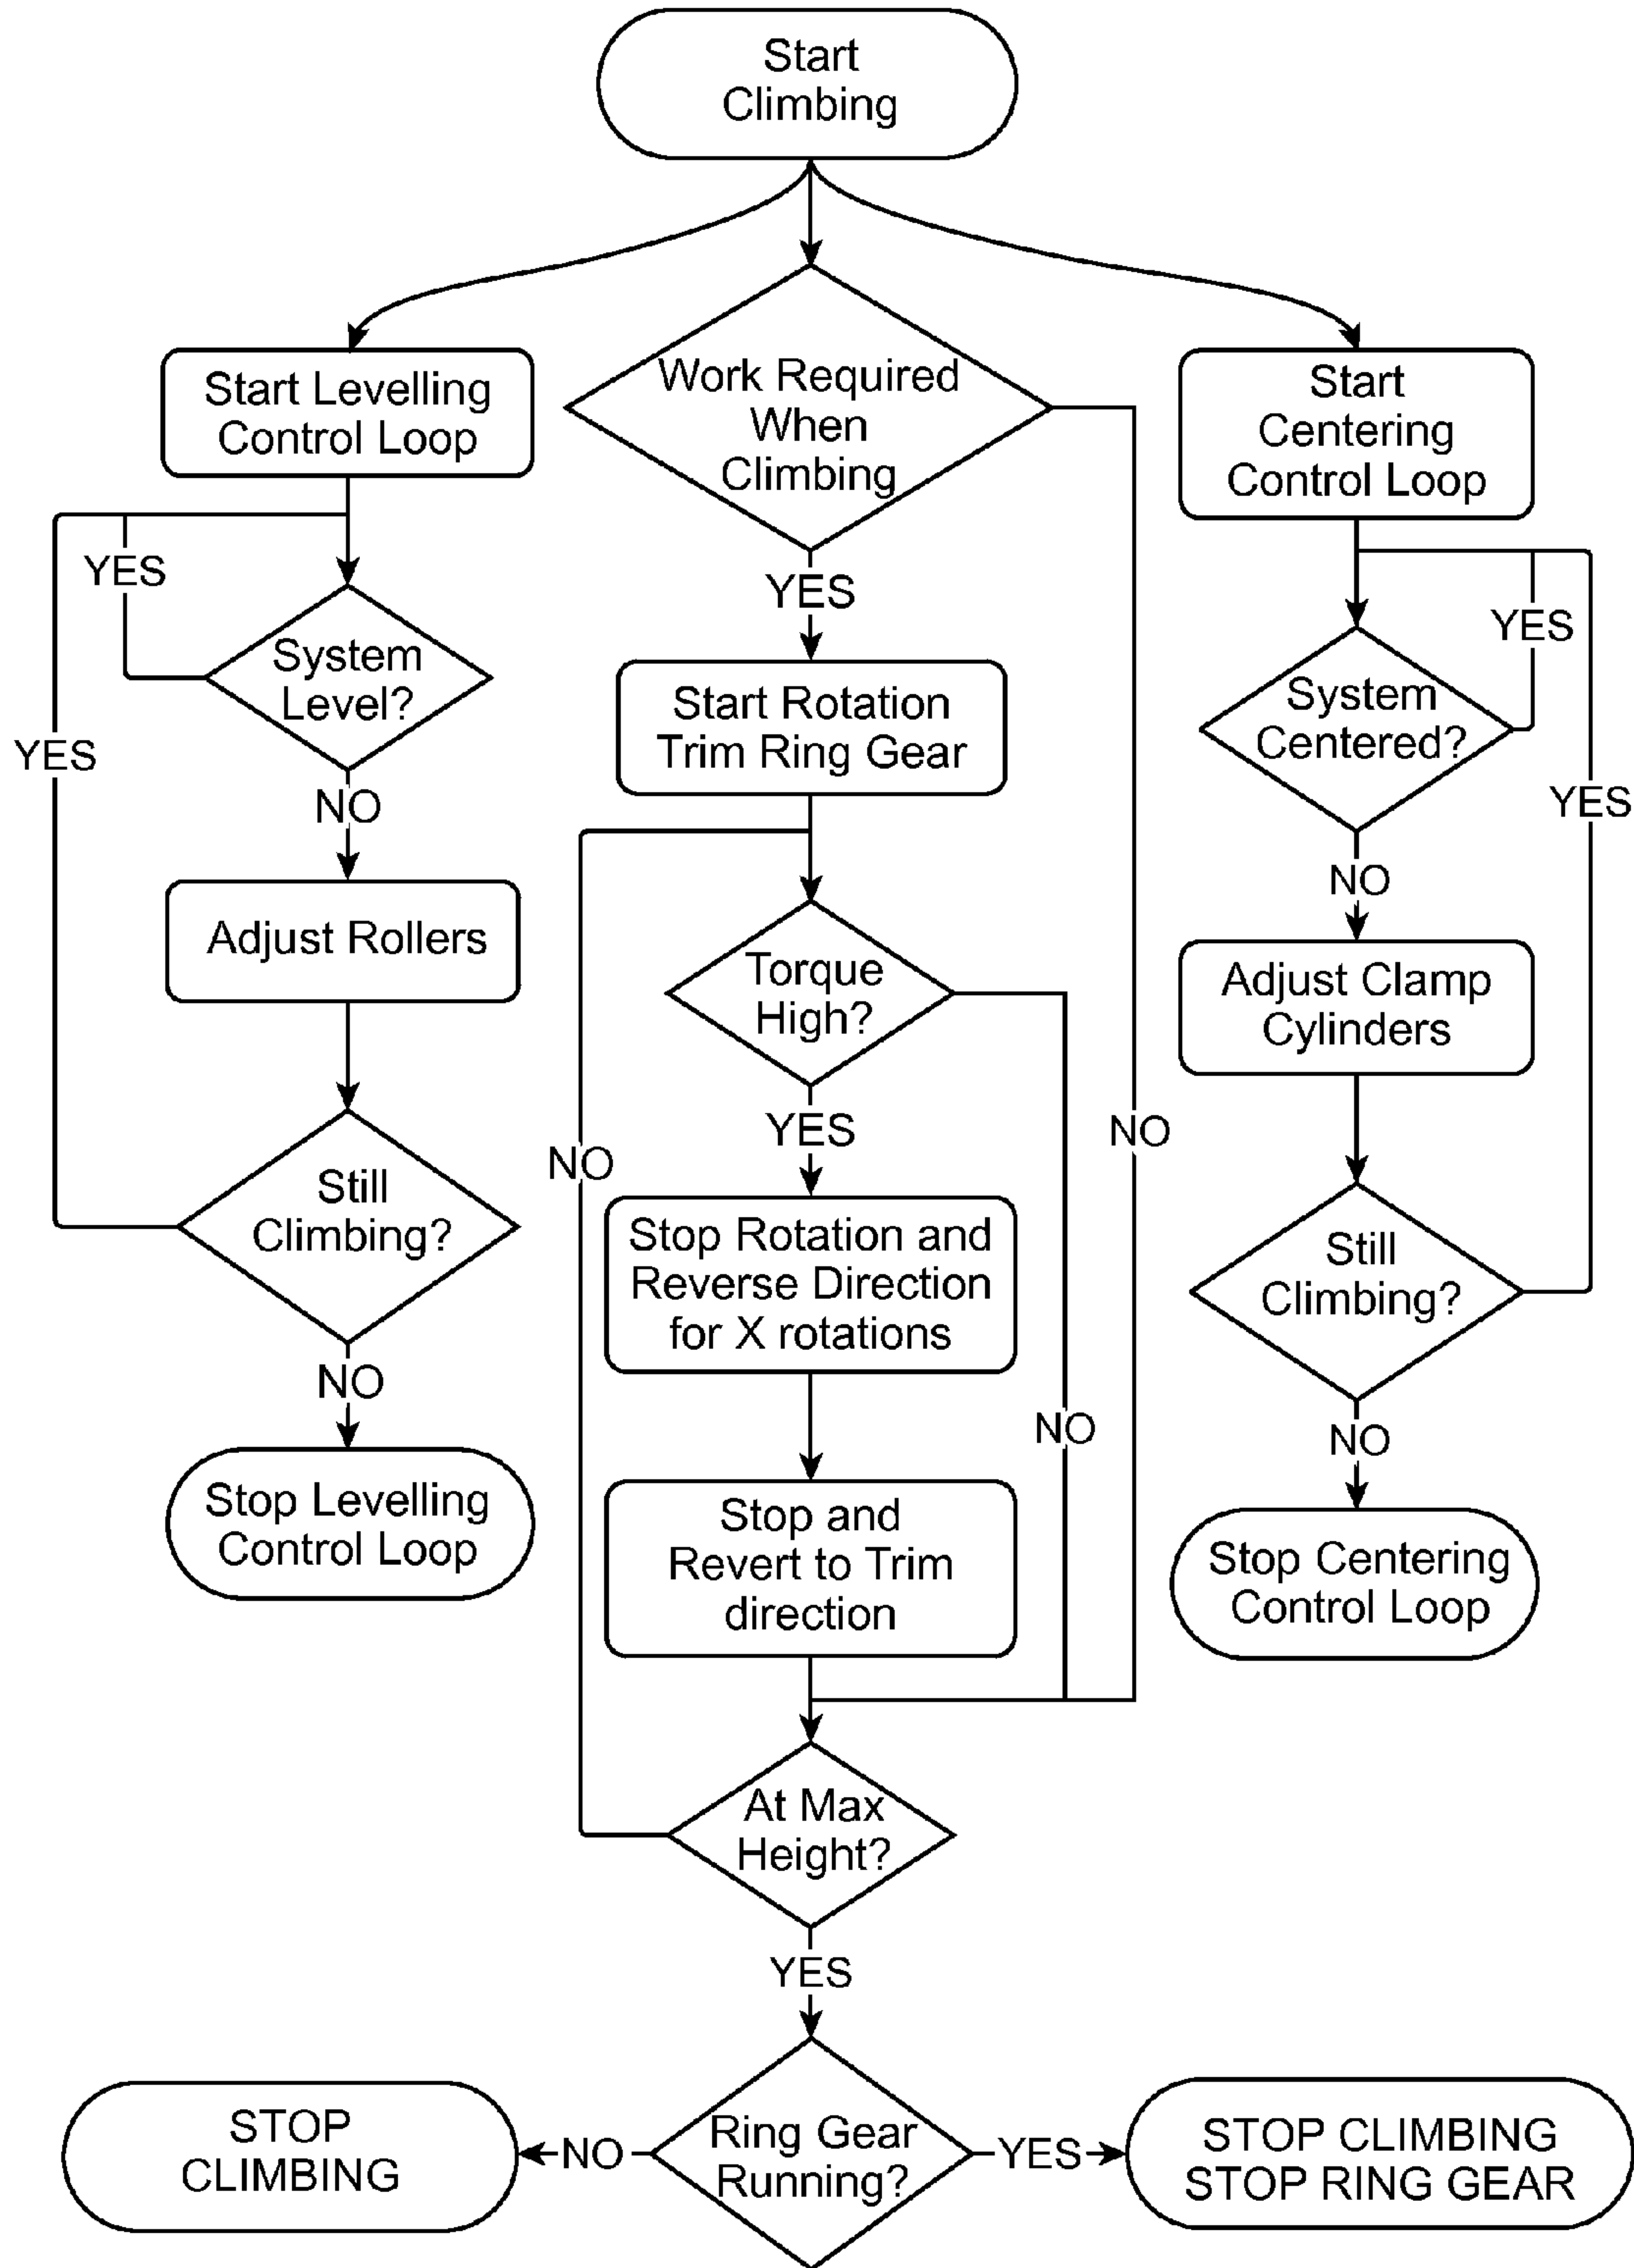 Start
Climbing
Start Levelling
Control Loop
YES
YES
System
Level?
NO
Adjust Rollers
Still
Climbing?
NO
Stop Levelling
Control Loop
Work Required
When
Climbing
YES
NO
Start Rotation
Trim Ring Gear
Torque
High?
YES
NO
NO
Stop Rotation and
Reverse Direction
for X rotations
Stop and
Revert to Trim
direction
At Max
Height?
YES
Ring Gear
Running?
NO
STOP
CLIMBING
YES
STOP CLIMBING
STOP RING GEAR
Start
Centering
Control Loop
YES
YES
System
Centered?
NO
Adjust Clamp
Cylinders
Still
Climbing?
NO
Stop Centering
Control Loop